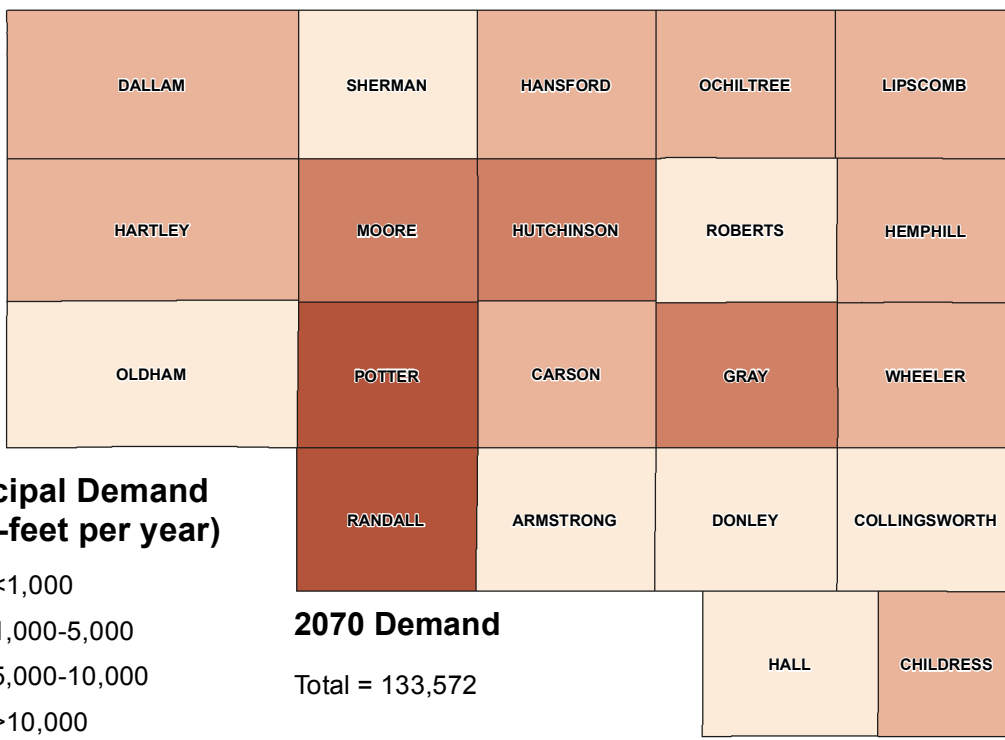 DALLAM SHERMAN HANSFORD OCHILTREE LIPSCOMB
HARTLEY MOORE HUTCHINSON ROBERTS HEMPHILL
OLDHAM POTTER CARSON GRAY WHEELER
RANDALL ARMSTRONG DONLEY COLLINGSWORTH
HALL CHILDRESS
cipal Demand
-feet per year)
<1,000
1,000-5,000
5,000-10,000
>10,000
2070 Demand
Total = 133,572